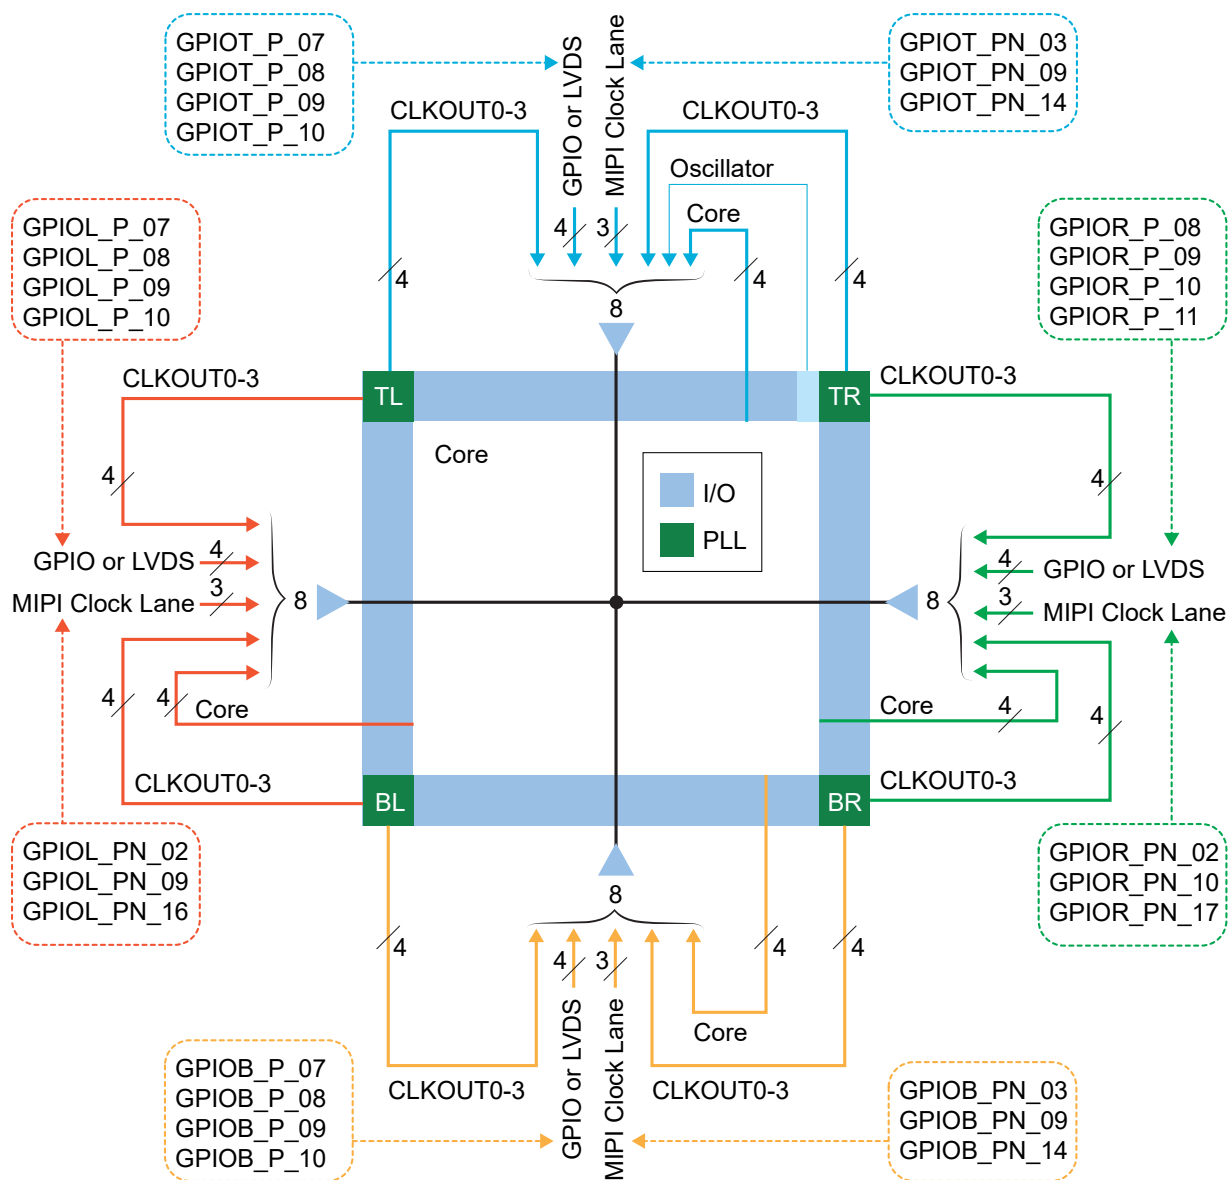 GPIOT_P_07
GPIOT_P_08
GPIOT_P_09
GPIOT_P_10
GPIO or LVDS
MIPI Clock Lane
GPIOT_PN_03
GPIOT_PN_09
GPIOT_PN_14
CLKOUT0-3
CLKOUT0-3
Oscillator
Core
4
3
4
4
4
8
GPIOL_P_07
GPIOL_P_08
GPIOL_P_09
GPIOL_P_10
GPIOR_P_08
GPIOR_P_09
GPIOR_P_10
GPIOR_P_11
CLKOUT0-3
TL
TR
CLKOUT0-3
Core
I/O
PLL
4
4
GPIO or LVDS
4
MIPI Clock Lane
3
8
4
4
Core
CLKOUT0-3
4
GPIO or LVDS
3
MIPI Clock Lane
8
Core
4
4
CLKOUT0-3
BL
BR
GPIOL_PN_02
GPIOL_PN_09
GPIOL_PN_16
GPIOR_PN_02
GPIOR_PN_10
GPIOR_PN_17
8
4
4
3
4
4
Core
CLKOUT0-3
GPIO or LVDS
MIPI Clock Lane
CLKOUT0-3
GPIOB_P_07
GPIOB_P_08
GPIOB_P_09
GPIOB_P_10
GPIOB_PN_03
GPIOB_PN_09
GPIOB_PN_14